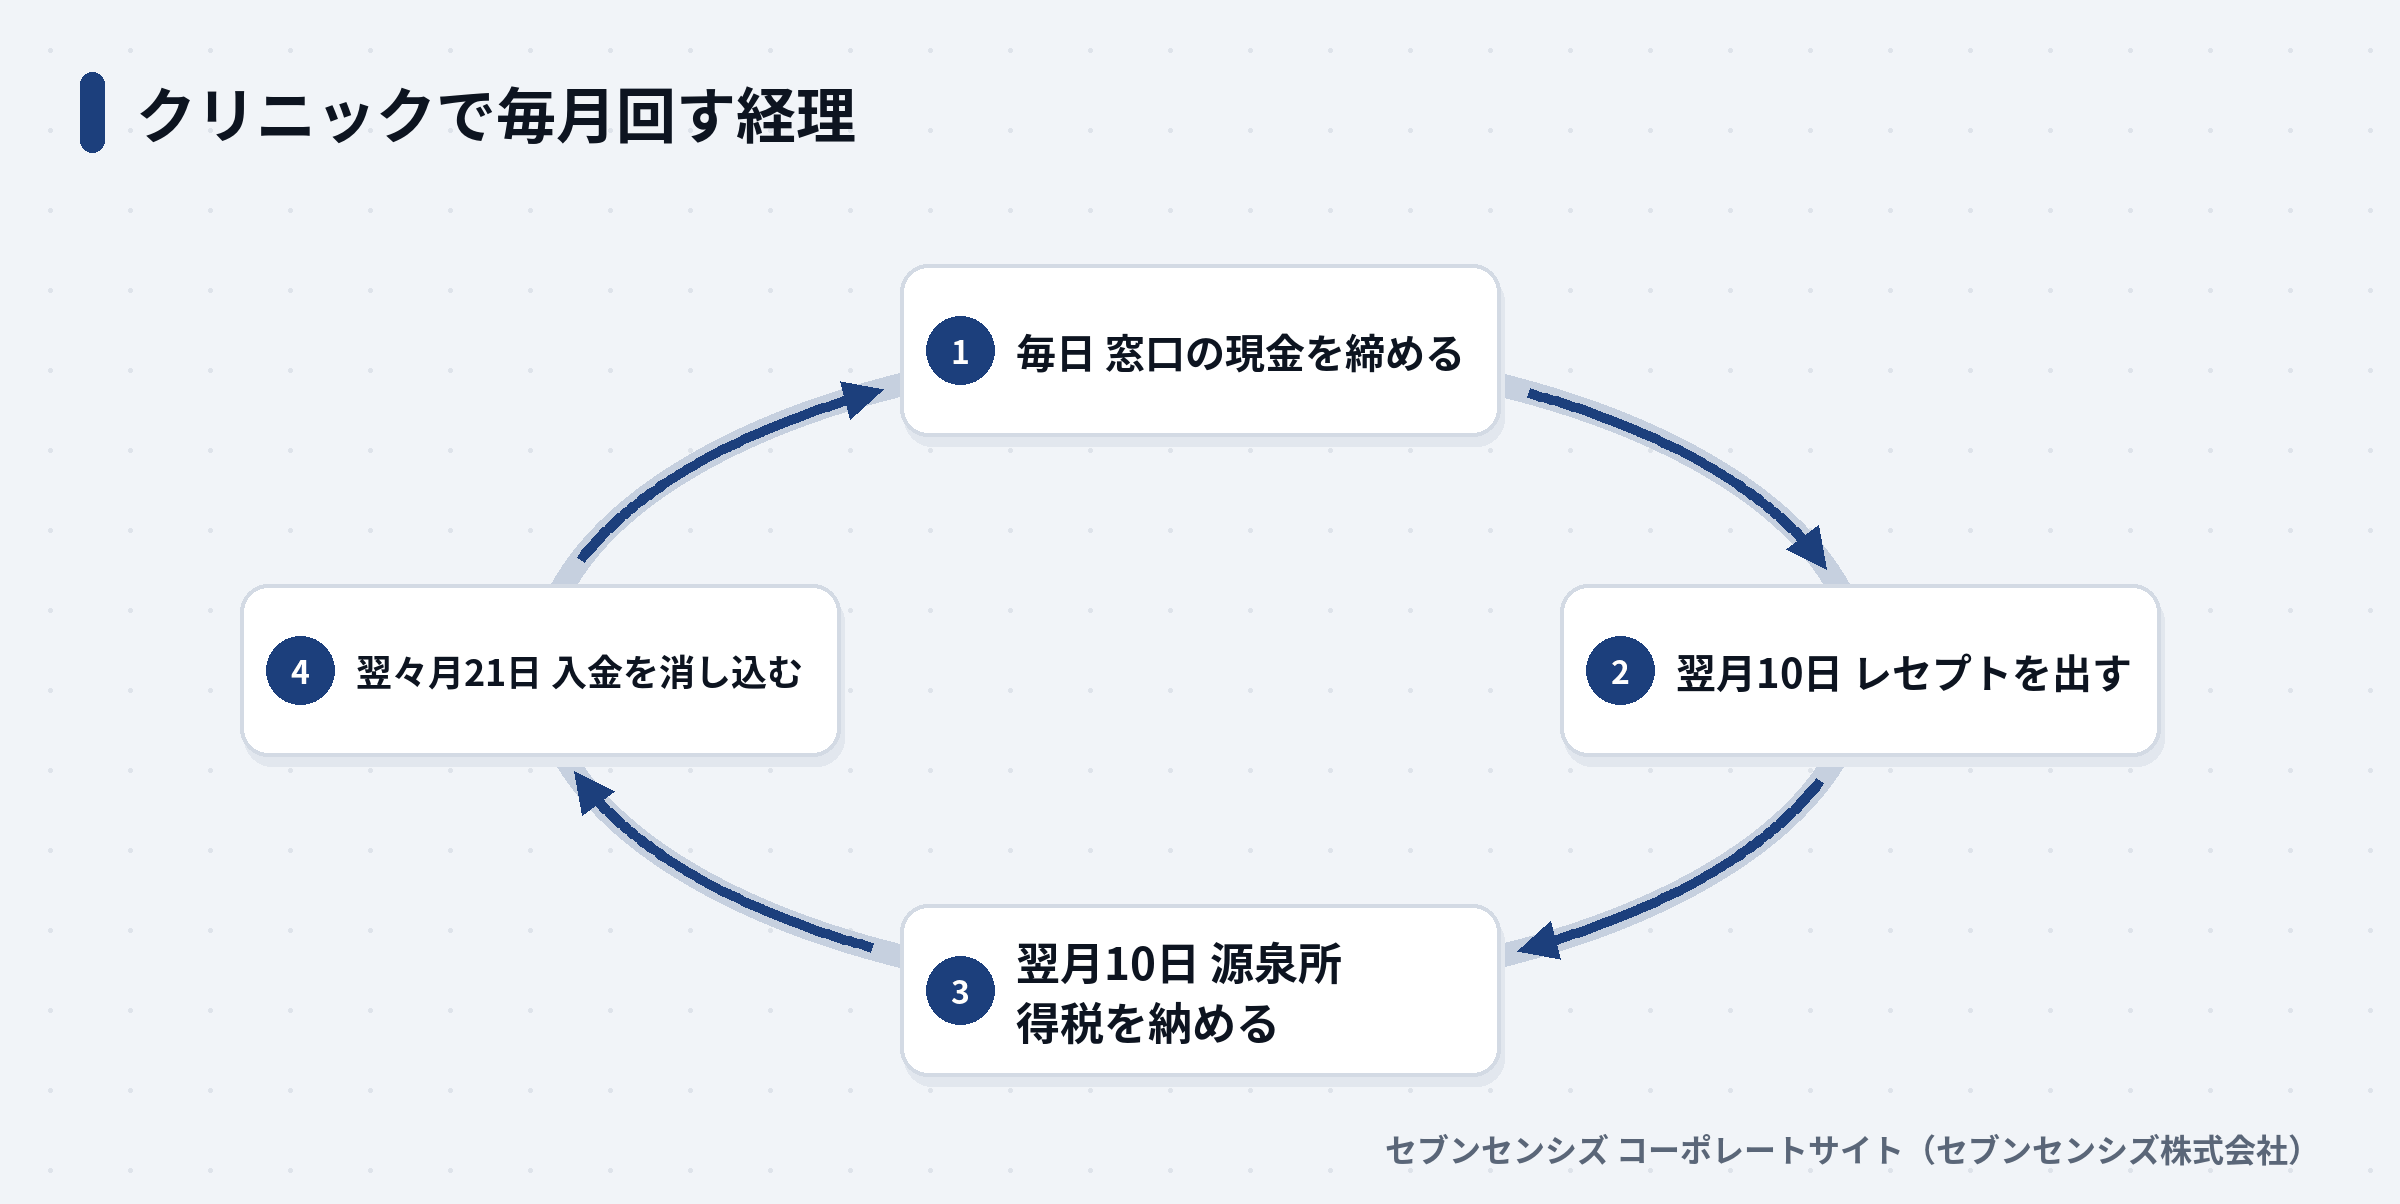 クリニックで毎月回す経理
1 毎日 窓口の現金を締める
2 翌月10日 レセプトを出す
3 翌月10日 源泉所
得税を納める
4 翌々月21日 入金を消し込む
セブンセンシズ コーポレートサイト（セブンセンシズ株式会社）